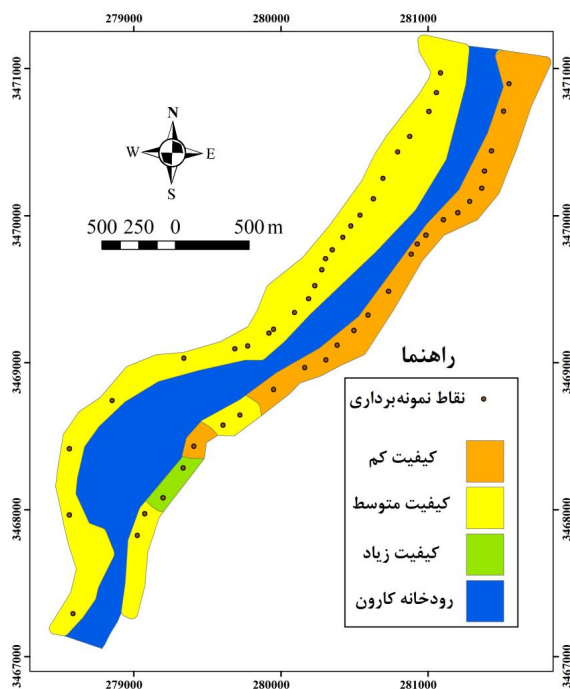 279000 280000 281000
3471000 3471000
N
W E
S
500 250 0 500 m
3470000 3470000
3469000 3469000
راهنما
نقاط نمونه‌برداری
کیفیت کم
کیفیت متوسط
کیفیت زیاد
رودخانه کارون
3468000 3468000
3467000 3467000
279000 280000 281000